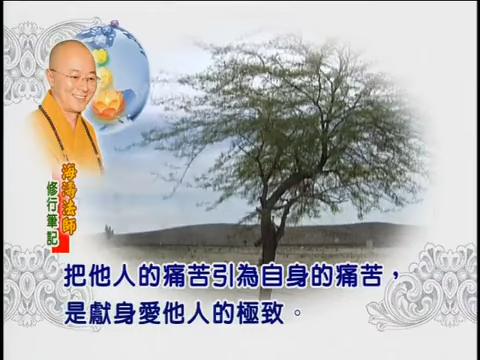 海濤法師
修行筆記
把他人的痛苦引為自身的痛苦，
是獻身愛他人的極致。